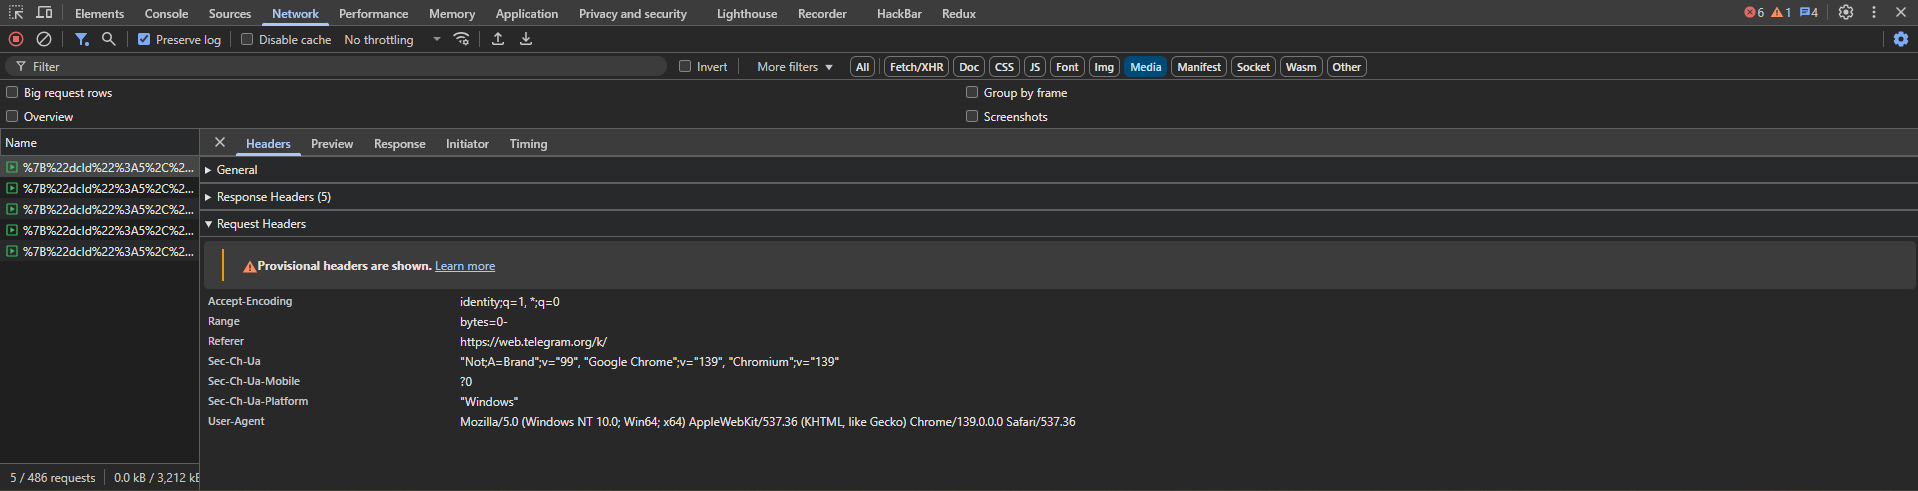 Elements Console Sources Network Performance Memory Application Privacy and security Lighthouse Recorder HackBar Redux 6 1 4
Preserve log Disable cache No throttling
Filter Invert More filters All Fetch/XHR Doc CSS JS Font Img Media Manifest Socket Wasm Other
Big request rows Group by frame
Overview Screenshots
Name Headers Preview Response Initiator Timing
%7B%22dcId%22%3A5%2C%2...
%7B%22dcId%22%3A5%2C%2...
%7B%22dcId%22%3A5%2C%2...
%7B%22dcId%22%3A5%2C%2...
%7B%22dcId%22%3A5%2C%2...
General
Response Headers (5)
Request Headers
Provisional headers are shown. Learn more
Accept-Encoding identity;q=1, *;q=0
Range bytes=0-
Referer https://web.telegram.org/k/
Sec-Ch-Ua "Not;A=Brand";v="99", "Google Chrome";v="139", "Chromium";v="139"
Sec-Ch-Ua-Mobile ?0
Sec-Ch-Ua-Platform "Windows"
User-Agent Mozilla/5.0 (Windows NT 10.0; Win64; x64) AppleWebKit/537.36 (KHTML, like Gecko) Chrome/139.0.0.0 Safari/537.36
5 / 486 requests 0.0 kB / 3,212 kB